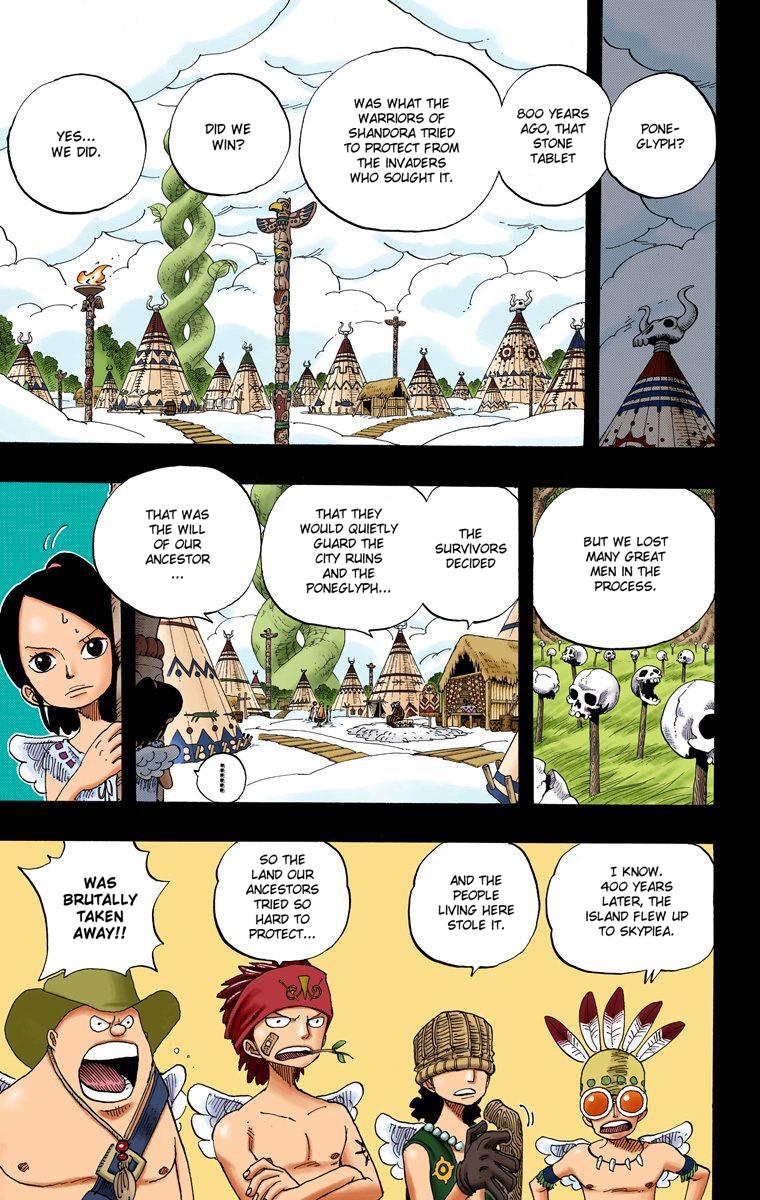 PONE-
GLYPH?
800 YEARS
AGO, THAT
STONE
TABLET
WAS WHAT THE
WARRIORS OF
SHANDORA TRIED
TO PROTECT FROM
THE INVADERS
WHO SOUGHT IT.
DID WE
WIN?
YES...
WE DID.
BUT WE LOST
MANY GREAT
MEN IN THE
PROCESS.
THE
SURVIVORS
DECIDED
THAT THEY
WOULD QUIETLY
GUARD THE
CITY RUINS
AND THE
PONEGLYPH...
THAT WAS
THE WILL
OF OUR
ANCESTOR
...
......
I KNOW.
400 YEARS
LATER, THE
ISLAND FLEW UP
TO SKYPIEA.
AND THE
PEOPLE
LIVING HERE
STOLE IT.
SO THE
LAND OUR
ANCESTORS
TRIED SO
HARD TO
PROTECT...
WAS
BRUTALLY
TAKEN
AWAY!!